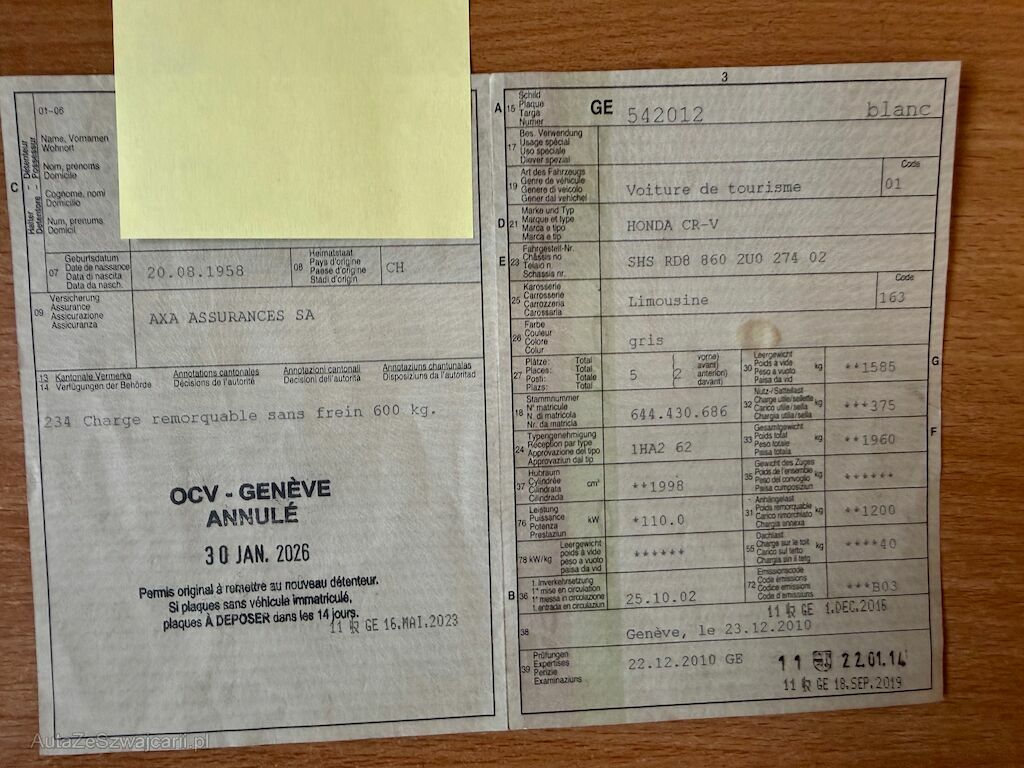 01-06
C
Halter - Détenteur
Detentore - Possessur
Name, Vornamen
Wohnort
Nom, prénoms
Domicile
Cognome, nomi
Domicilio
Num, prenums
Domicil
07
Geburtsdatum
Date de naissance
Data di nascita
Data da nasch.
20.08.1958
08
Heimatstaat
Pays d'origine
Paese d'origine
Stadi d'origin
CH
09
Versicherung
Assurance
Assicurazione
Assicuranza
AXA ASSURANCES SA
13 Kantonale Vermerke Annotations cantonales Annotazioni cantonali Annotaziuns chantunalas
14 Verfügungen der Behörde Décisions de l'autorité Decisioni dell'autorità Disposiziuns da l'autoritad
234 Charge remorquable sans frein 600 kg.
OCV - GENÈVE
ANNULÉ
30 JAN. 2026
Permis original à remettre au nouveau détenteur.
Si plaques sans véhicule immatriculé,
plaques À DEPOSER dans les 14 jours.
11 GE 16.MAI.2023
AutaZeSzwajcarii.pl
3
A 15
Schild
Plaque
Targa
Numer
GE 542012 blanc
17
Bes. Verwendung
Usage spécial
Uso speciale
Diever spezial
19
Art des Fahrzeugs
Genre de véhicule
Genere di veicolo
Gener dal vehichel
Voiture de tourisme
Code
01
D 21
Marke und Typ
Marque et type
Marca e tipo
Marca e tip
HONDA CR-V
E 23
Fahrgestell-Nr.
Châssis no
Telaio n.
Schassis nr.
SHS RD8 860 2U0 274 02
25
Karosserie
Carrosserie
Carrozzeria
Carossaria
Limousine
Code
163
26
Farbe
Couleur
Colore
Colur
gris
27
Plätze: Total
Places: Total
Posti: Totale
Plazs: Total
5 2
vorne)
avant)
anteriori)
davant)
30
Leergewicht
Poids à vide
Peso a vuoto
Paisa da vid
kg
**1585
G
18
Stammnummer
N° matricule
N. di matricola
Nr. da matricla
644.430.686
32
Nutz-/Sattellast
Charge utile/sellette
Carico utile/sella
Chargia utila/sella
kg
***375
24
Typengenehmigung
Réception par type
Approvazione del tipo
Approvaziun dal tip
1HA2 62
33
Gesamtgewicht
Poids total
Peso totale
Paisa totala
kg
**1960
F
37
Hubraum
Cylindrée
Cilindrata
Cilindrada
cm³
**1998
35
Gewicht des Zuges
Poids de l'ensemble
Peso del convoglio
Paisa cumposiziun
kg
******
76
Leistung
Puissance
Potenza
Prestaziun
kW
*110.0
31
Anhängelast
Poids remorquable
Carico rimorchiato
Chargia annexa
kg
**1200
78 kW/kg
Leergewicht
poids à vide
peso a vuoto
paisa da vid
******
55
Dachlast
Charge sur le toit
Carico sul tetto
Chargia sin il tetg
kg
****40
B 36
1. Inverkehrsetzung
1re mise en circulation
1a messa in circolazione
1. entrada en circulaziun
25.10.02
72
Emissionscode
Code émissions
Codice emissioni
Code d'emissiuns
***B03
11 GE 1.DEC.2016
38
Genève, le 23.12.2010
39
Prüfungen
Expertises
Perizie
Examinaziuns
22.12.2010 GE
11 22.01.14
11 GE 18.SEP.2019